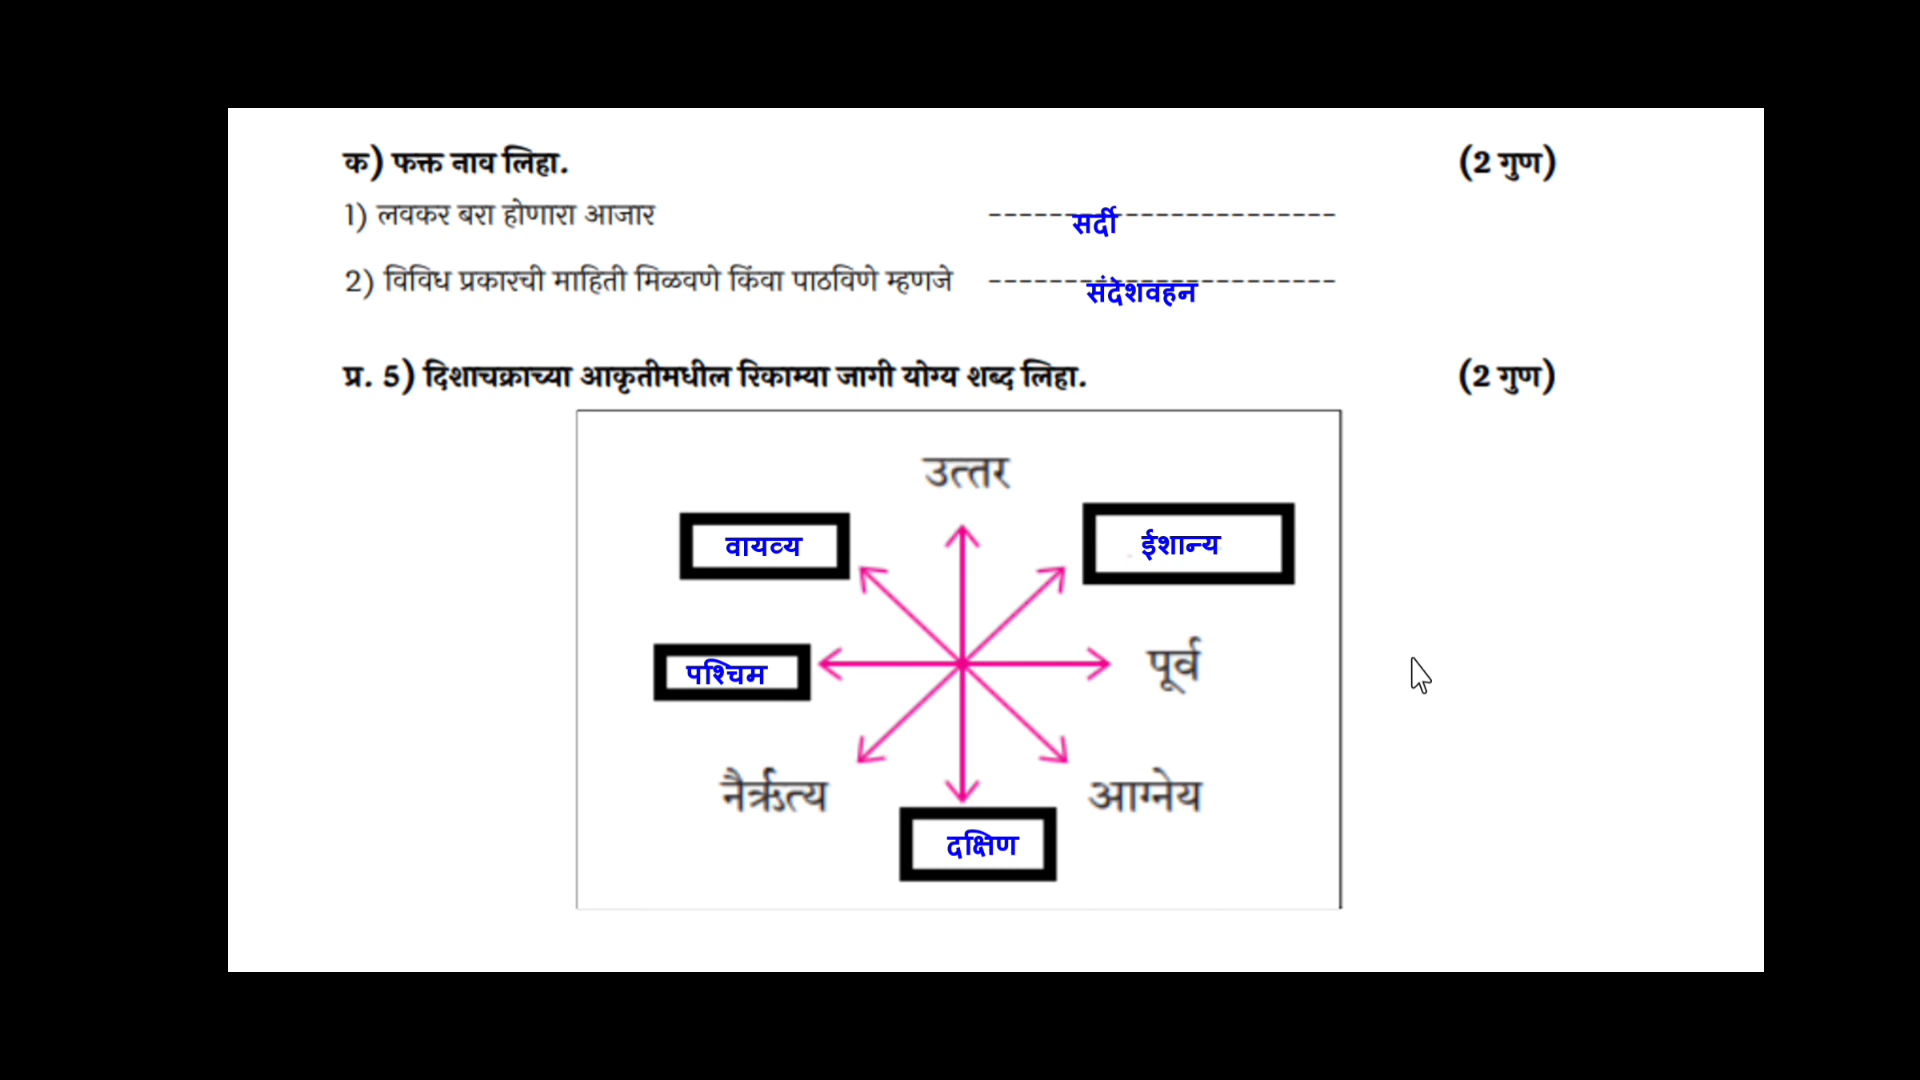 क) फक्त नाव लिहा. (2 गुण)
1) लवकर बरा होणारा आजार ----------------------- सर्दी
2) विविध प्रकारची माहिती मिळवणे किंवा पाठविणे म्हणजे ----------------------- संदेशवहन
प्र. 5) दिशाचक्राच्या आकृतीमधील रिकाम्या जागी योग्य शब्द लिहा. (2 गुण)
उत्तर
वायव्य ईशान्य
पश्चिम पूर्व
नैर्ऋत्य आग्नेय
दक्षिण